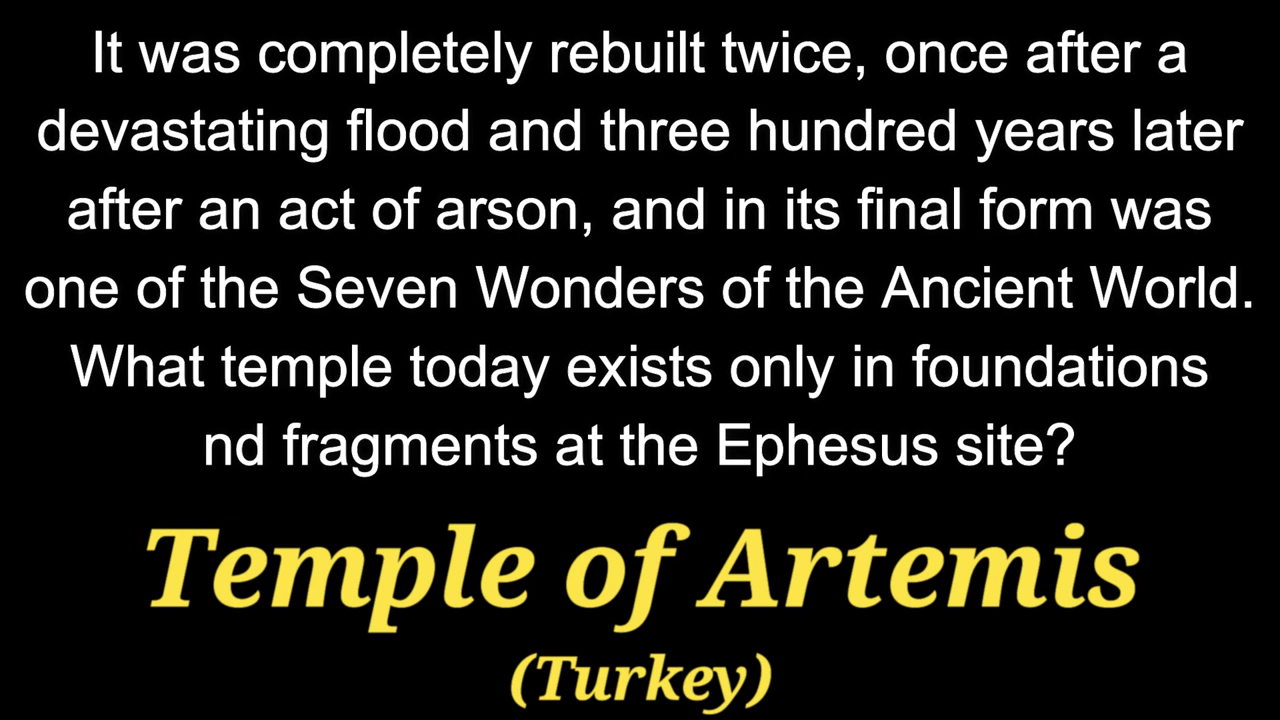 It was completely rebuilt twice, once after a
devastating flood and three hundred years later
after an act of arson, and in its final form was
one of the Seven Wonders of the Ancient World.
What temple today exists only in foundations
nd fragments at the Ephesus site?
Temple of Artemis
(Turkey)